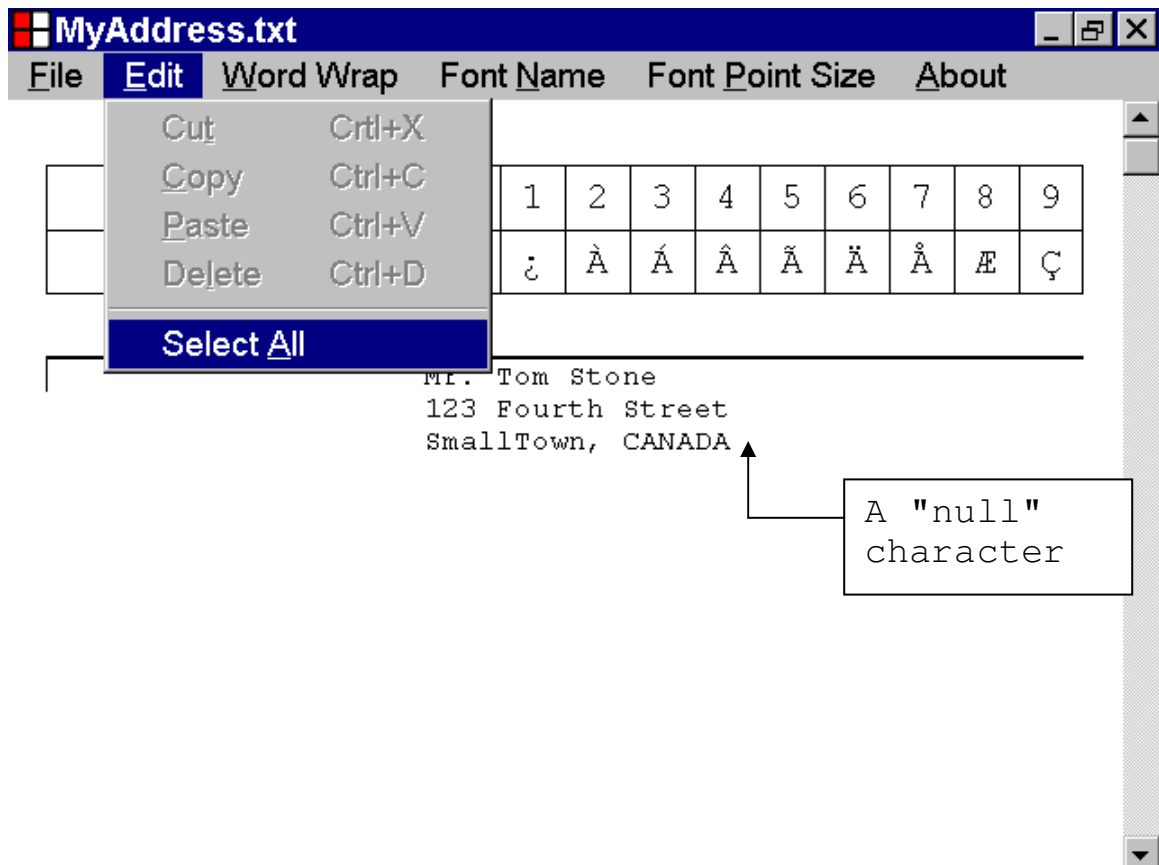 MyAddress.txt
File Edit Word Wrap Font Name Font Point Size About
Cut Crtl+X
Copy Ctrl+C
Paste Ctrl+V
Delete Ctrl+D
Select All
1 2 3 4 5 6 7 8 9
¿ À Á Â Ã Ä Å Æ Ç
Mr. Tom Stone
123 Fourth Street
SmallTown, CANADA
A "null"
character